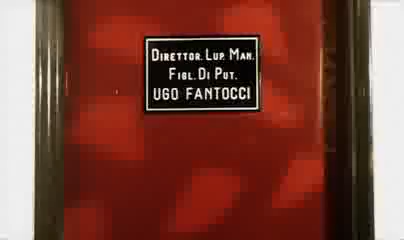 DIRETTOR. LUP. MAN.
FIGL. DI PUT.
UGO FANTOCCI